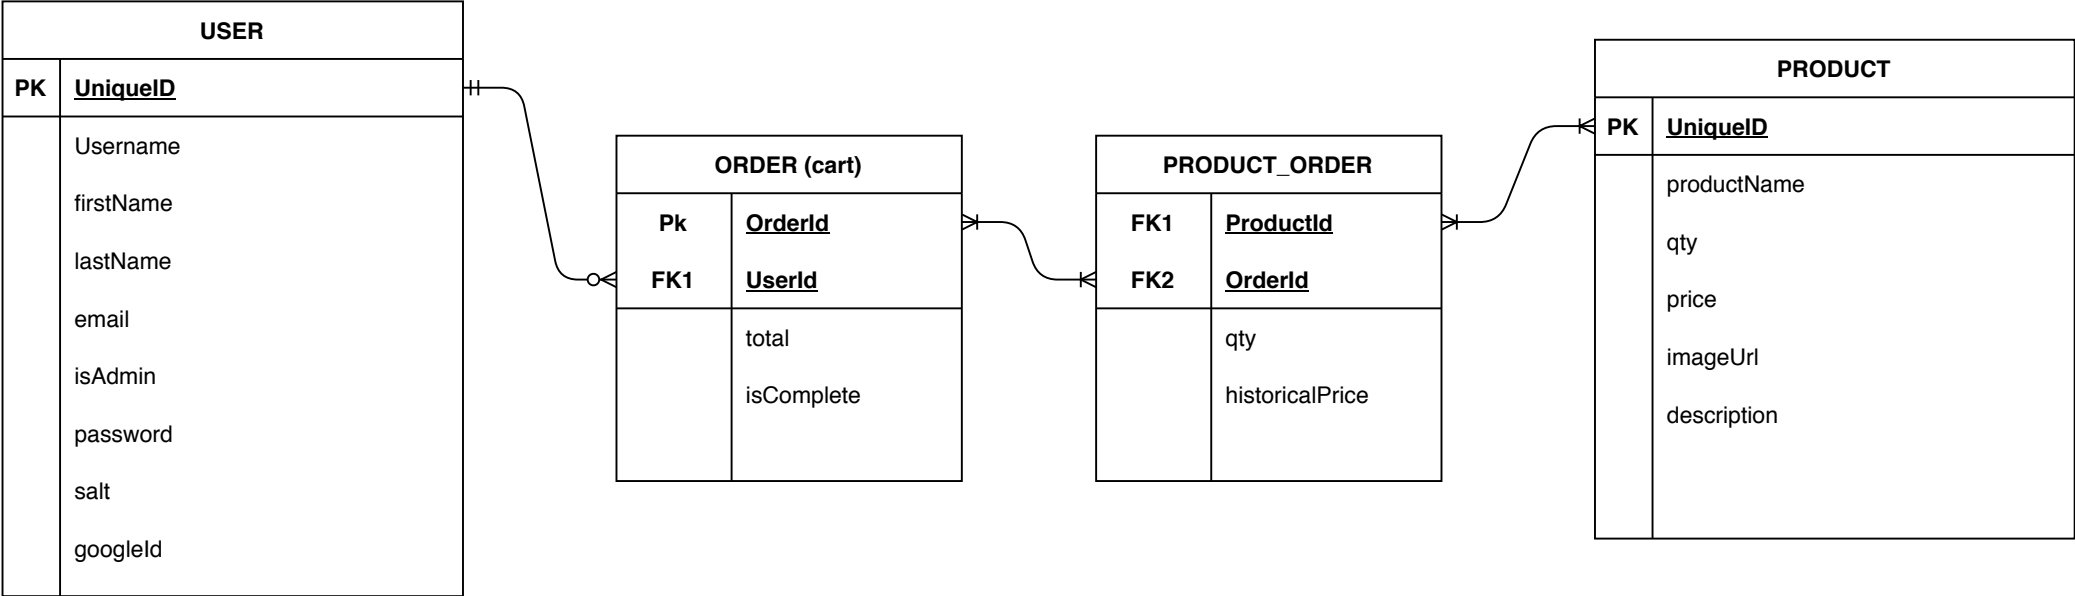 USER
PK UniqueID
Username
firstName
lastName
email
isAdmin
password
salt
googleId
ORDER (cart)
Pk OrderId
FK1 UserId
total
isComplete
PRODUCT_ORDER
FK1 ProductId
FK2 OrderId
qty
historicalPrice
PRODUCT
PK UniqueID
productName
qty
price
imageUrl
description